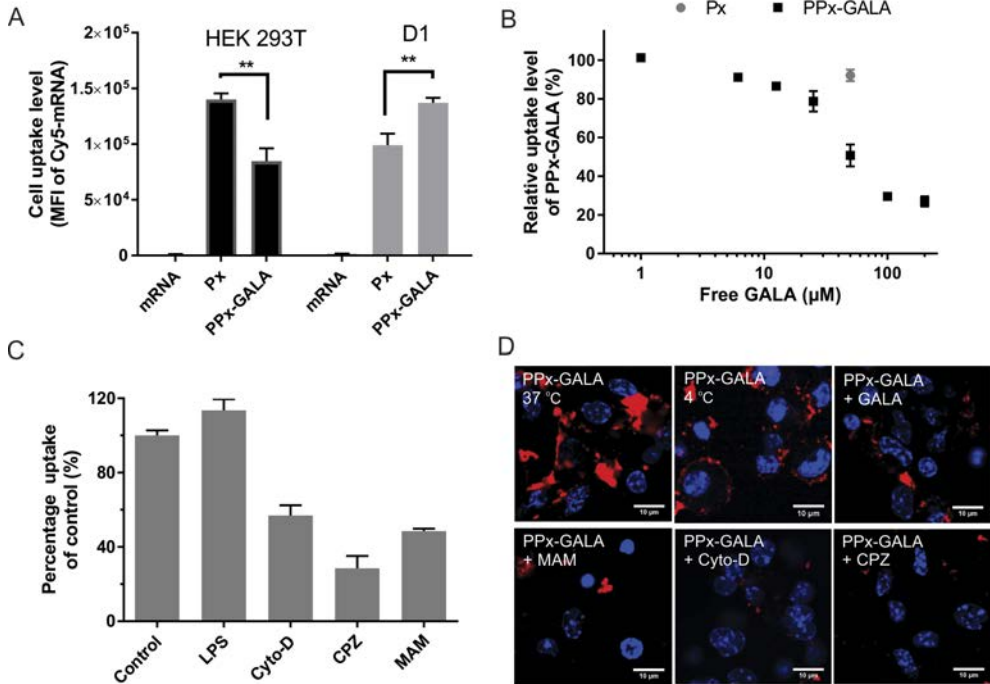 A
Cell uptake level
(MFI of Cy5-mRNA)
2×10⁵
1×10⁵
1×10⁵
5×10⁴
0
HEK 293T
D1
**
**
mRNA
Px
PPx-GALA
mRNA
Px
PPx-GALA
B
Px
PPx-GALA
Relative uptake level
of PPx-GALA (%)
100
80
60
40
20
0
1
10
100
Free GALA (µM)
C
Percentage uptake
of control (%)
120
80
40
0
Control
LPS
Cyto-D
CPZ
MAM
D
PPx-GALA
37 °C
10 µm
PPx-GALA
4 °C
10 µm
PPx-GALA
+ GALA
10 µm
PPx-GALA
+ MAM
10 µm
PPx-GALA
+ Cyto-D
10 µm
PPx-GALA
+ CPZ
10 µm